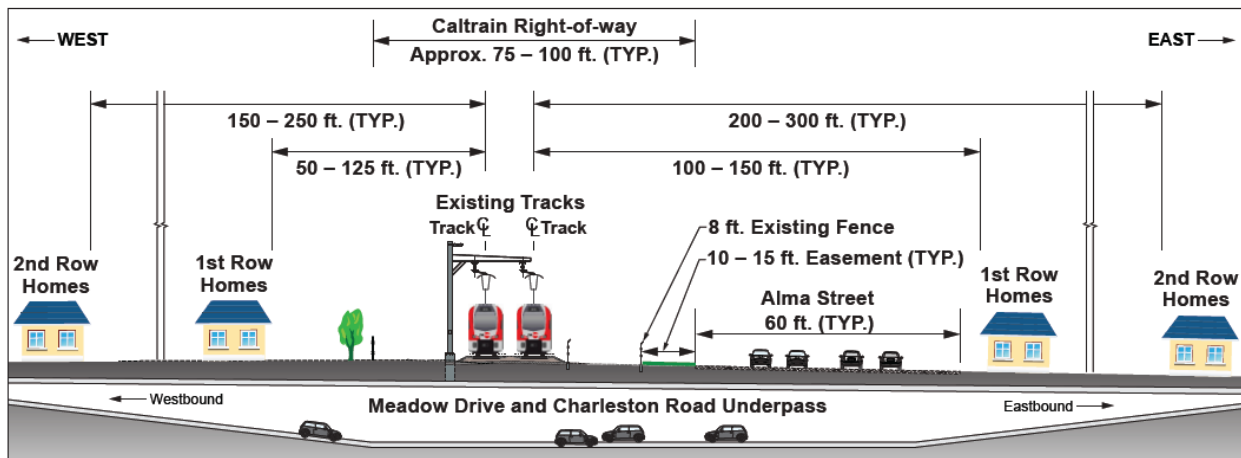 Caltrain Right-of-way
WEST
EAST
Approx. 75 – 100 ft. (TYP.)
150 – 250 ft. (TYP.)
200 – 300 ft. (TYP.)
50 – 125 ft. (TYP.)
100 – 150 ft. (TYP.)
Existing Tracks
Track ℄
℄ Track
8 ft. Existing Fence
10 – 15 ft. Easement (TYP.)
2nd Row
Homes
1st Row
Homes
Alma Street
60 ft. (TYP.)
1st Row
Homes
2nd Row
Homes
Westbound
Meadow Drive and Charleston Road Underpass
Eastbound